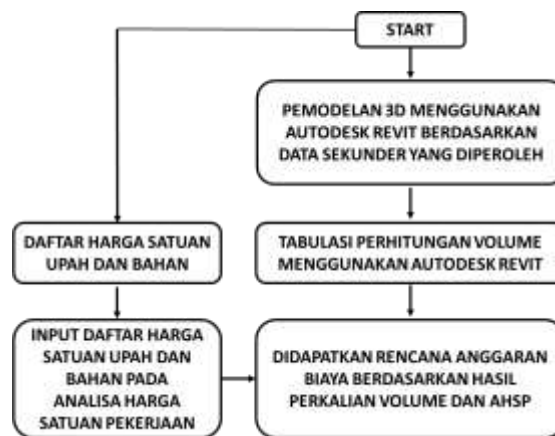 START
PEMODELAN 3D MENGGUNAKAN
AUTODESK REVIT BERDASARKAN
DATA SEKUNDER YANG DIPEROLEH
DAFTAR HARGA SATUAN
UPAH DAN BAHAN
TABULASI PERHITUNGAN VOLUME
MENGGUNAKAN AUTODESK REVIT
INPUT DAFTAR HARGA
SATUAN UPAH DAN
BAHAN PADA
ANALISA HARGA
SATUAN PEKERJAAN
DIDAPATKAN RENCANA ANGGARAN
BIAYA BERDASARKAN HASIL
PERKALIAN VOLUME DAN AHSP